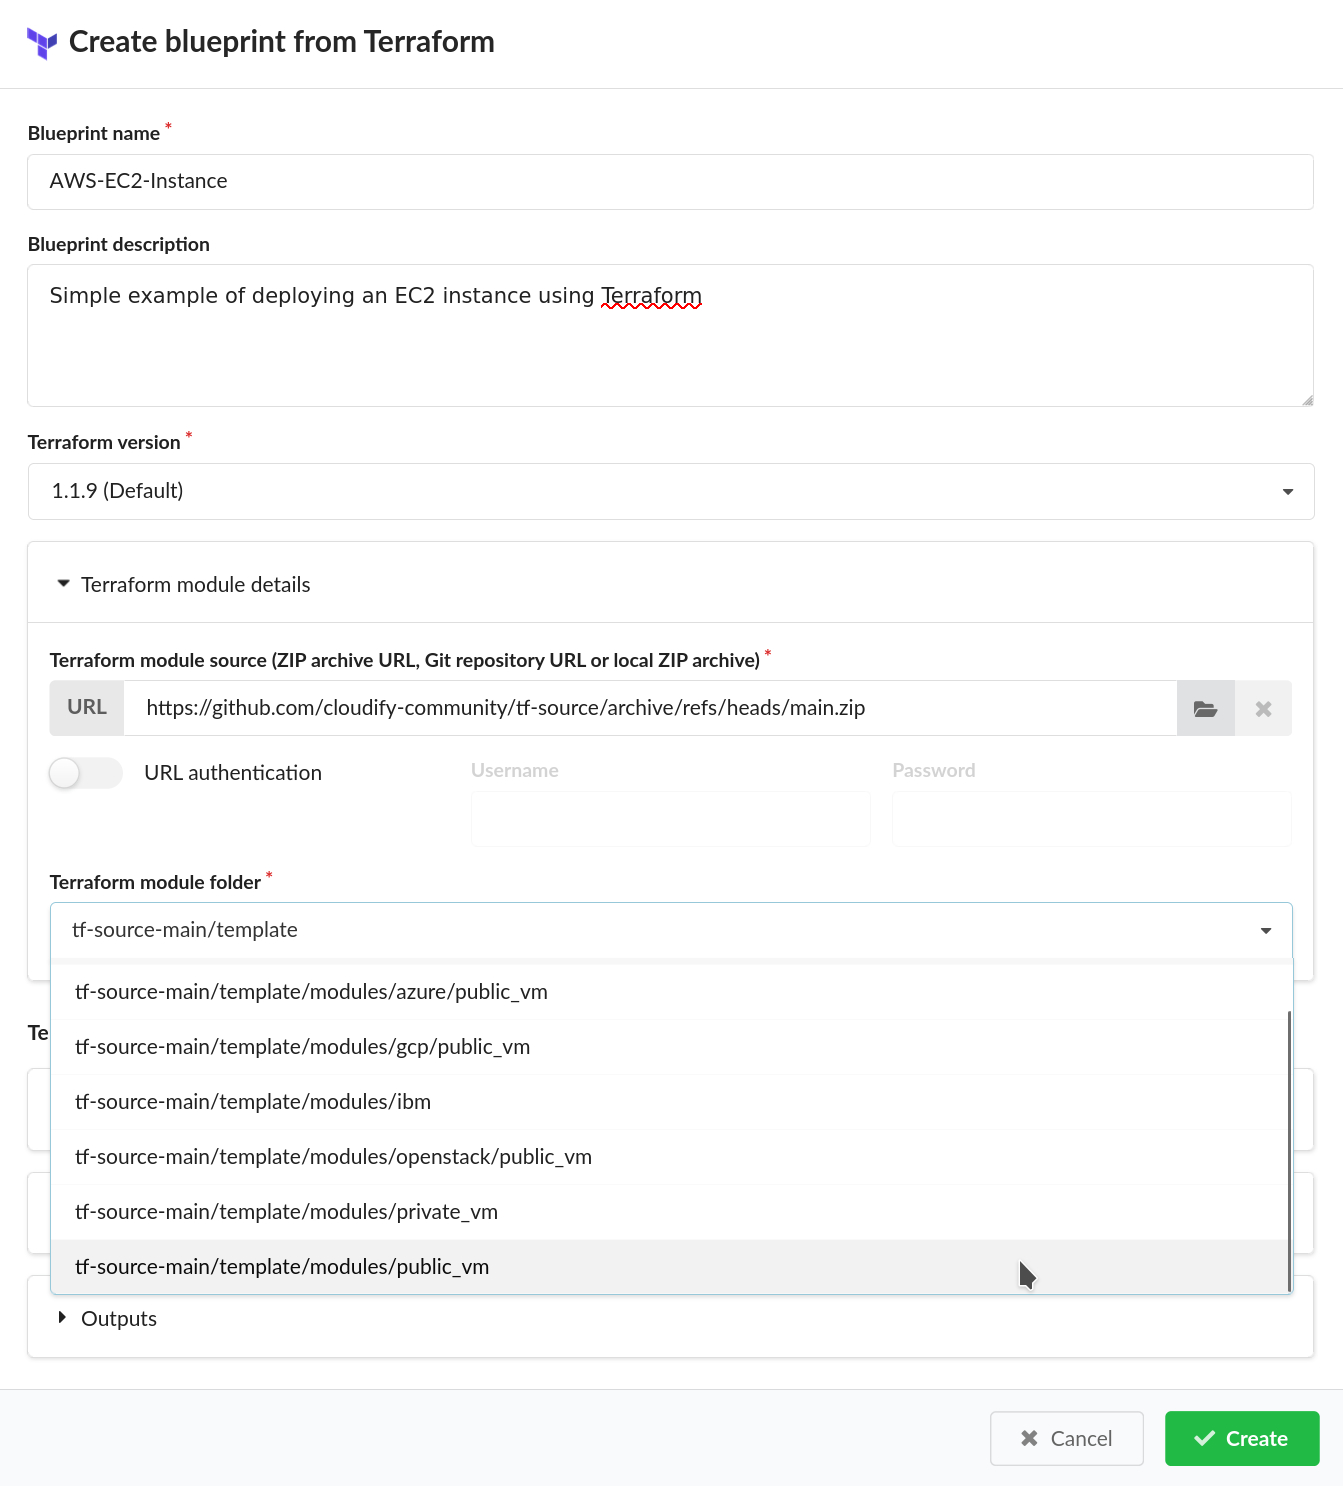 Create blueprint from Terraform
Blueprint name *
AWS-EC2-Instance
Blueprint description
Simple example of deploying an EC2 instance using Terraform
Terraform version *
1.1.9 (Default)
Terraform module details
Terraform module source (ZIP archive URL, Git repository URL or local ZIP archive) *
URL https://github.com/cloudify-community/tf-source/archive/refs/heads/main.zip
URL authentication Username Password
Terraform module folder *
tf-source-main/template
tf-source-main/template/modules/azure/public_vm
Te
tf-source-main/template/modules/gcp/public_vm
tf-source-main/template/modules/ibm
tf-source-main/template/modules/openstack/public_vm
tf-source-main/template/modules/private_vm
tf-source-main/template/modules/public_vm
Outputs
Cancel Create